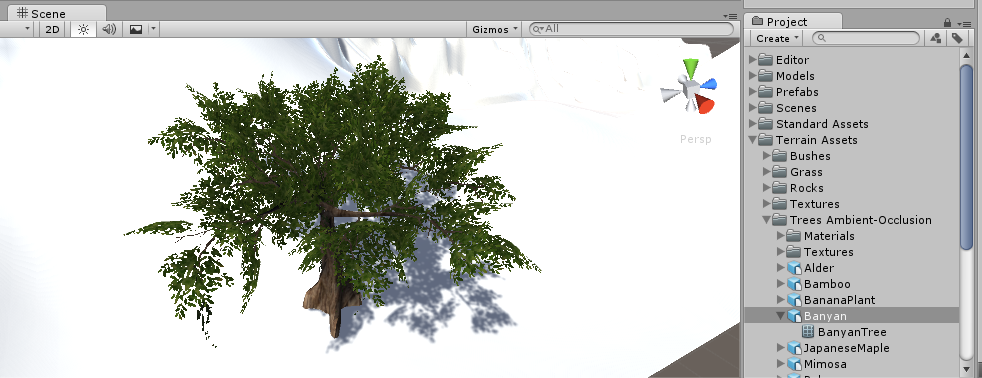 Scene
2D
Gizmos
All
Persp
Project
Create
Editor
Models
Prefabs
Scenes
Standard Assets
Terrain Assets
Bushes
Grass
Rocks
Textures
Trees Ambient-Occlusion
Materials
Textures
Alder
Bamboo
BananaPlant
Banyan
BanyanTree
JapaneseMaple
Mimosa